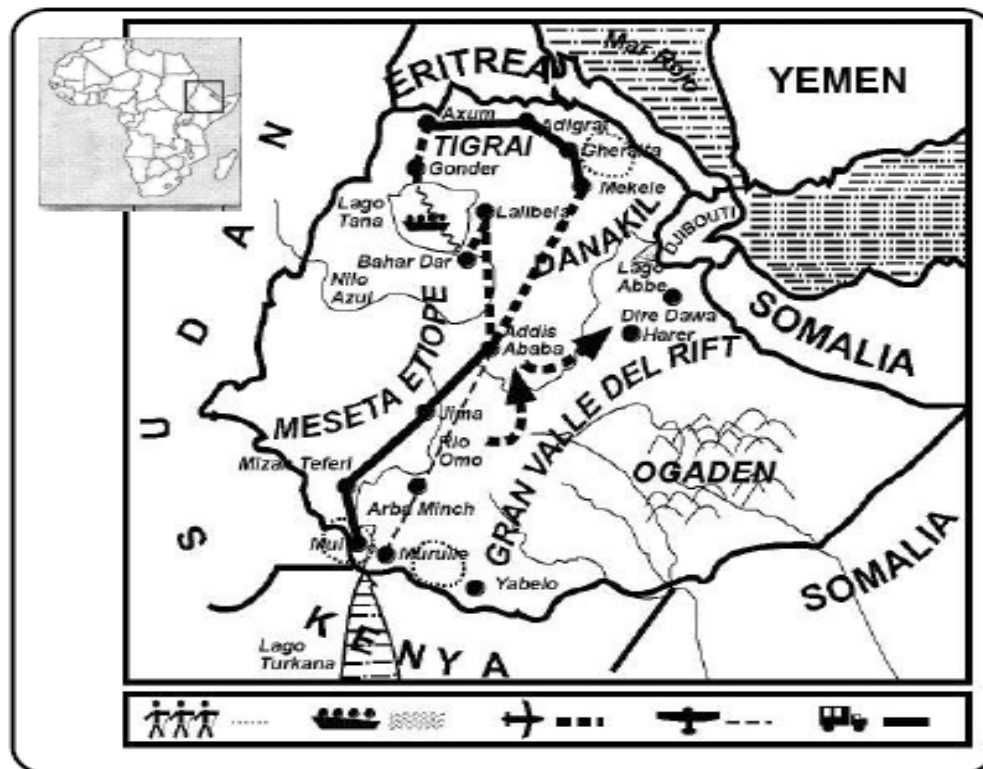 Mar Rojo
YEMEN
ERITREA
Axum
Adigrat
TIGRAI
Gheralta
Gonder
Mekele
Lago
Tana
Lalibela
DANAKIL
DJIBOUTI
Bahar Dar
Lago
Abbe
Nilo
Azul
Dire Dawa
Harer
SOMALIA
Addis
Ababa
MESETA ETIOPE
GRAN VALLE DEL RIFT
Jima
Rio
Omo
OGADEN
Mizan Teferi
Arba Minch
Mui
Murulle
Yabelo
SUDAN
SOMALIA
KENYA
Lago
Turkana